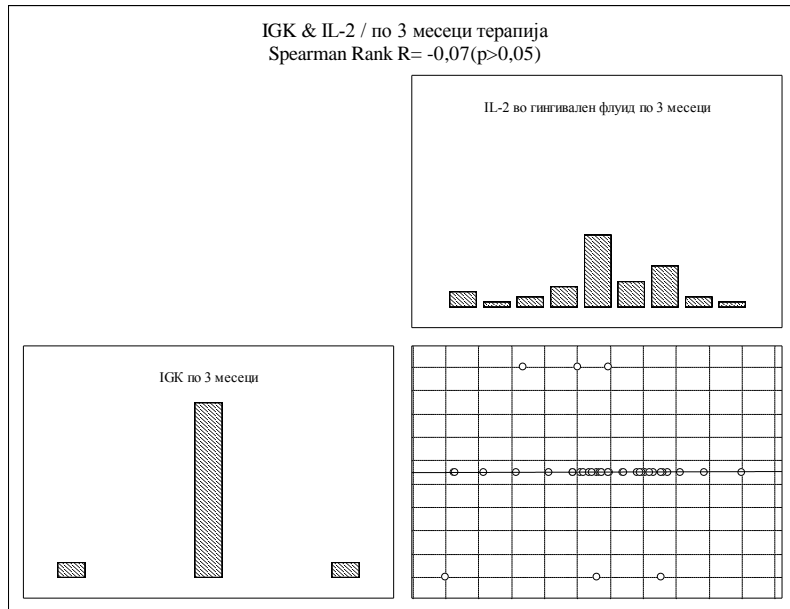 IGK & IL-2 / по 3 месеци терапија
Spearman Rank R= -0,07(p>0,05)
IL-2 во гингивален флуид по 3 месеци
IGK по 3 месеци